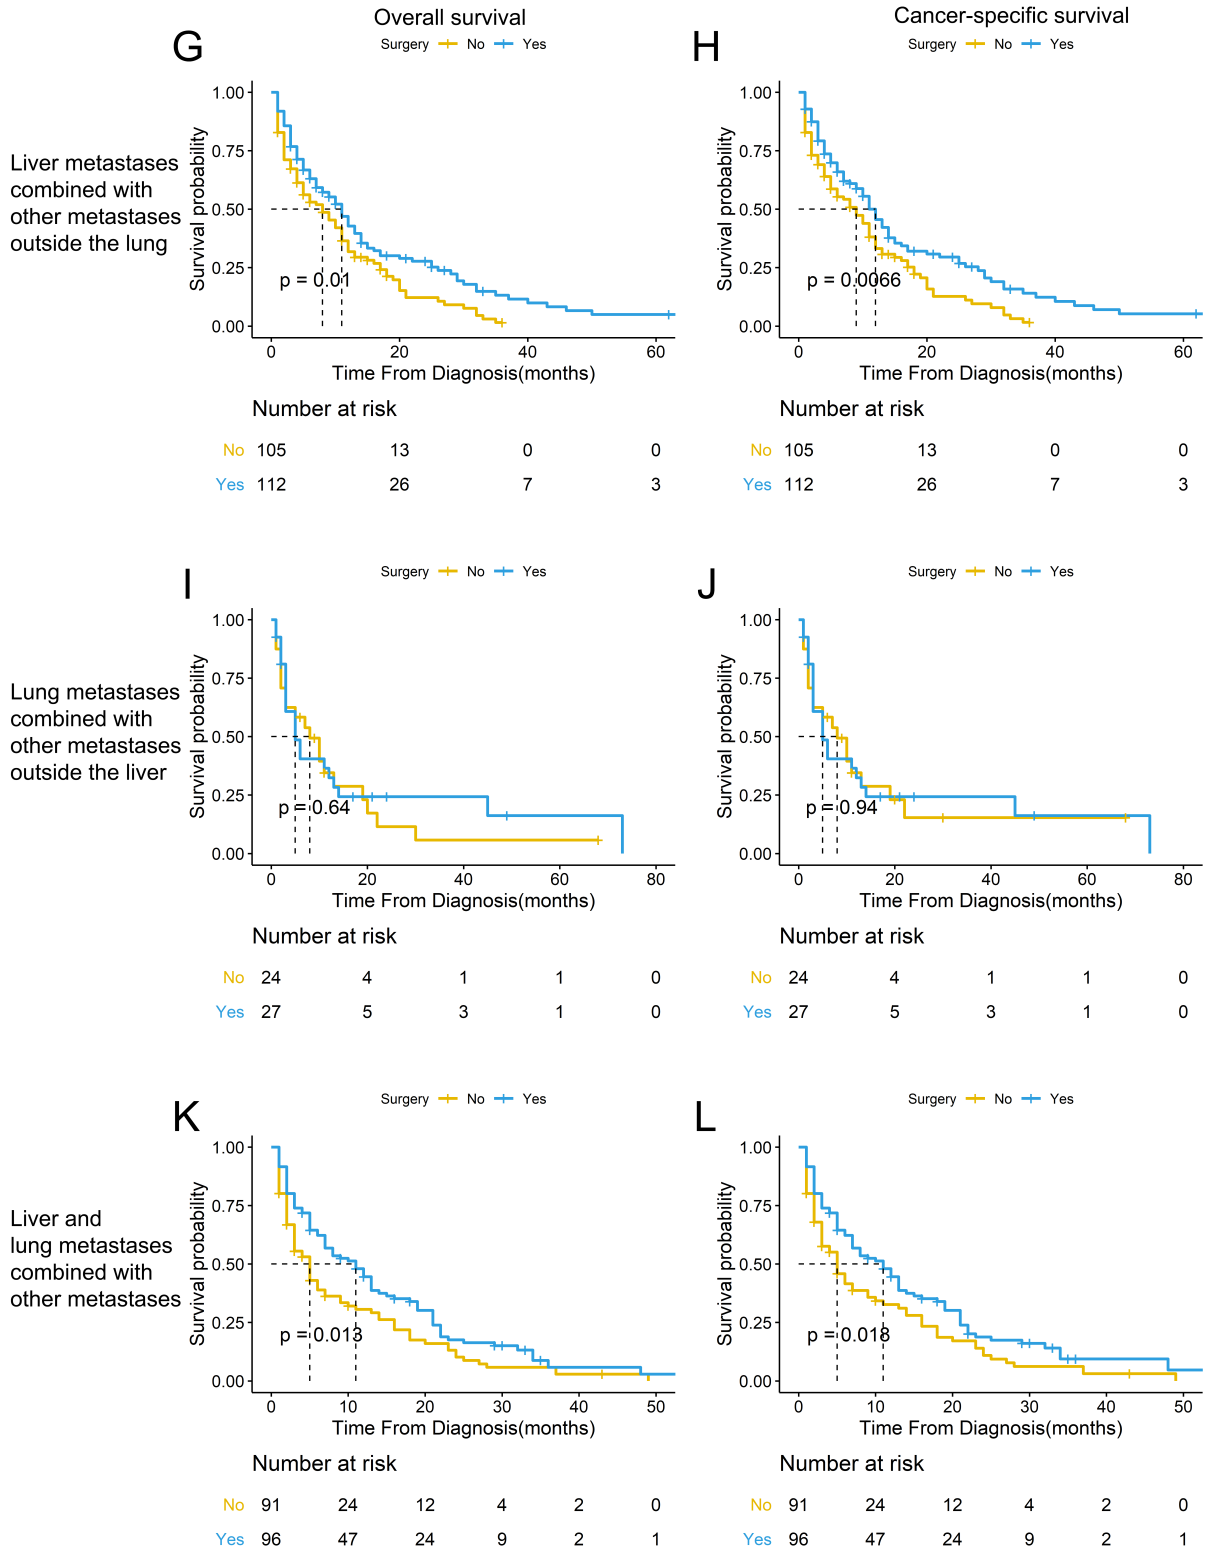 Overall survival
Cancer-specific survival
G
Surgery No Yes
Liver metastases
combined with
other metastases
outside the lung
Survival probability
1.00
0.75
0.50
0.25
0.00
p = 0.01
0 20 40 60
Time From Diagnosis(months)
Number at risk
No 105 13 0 0
Yes 112 26 7 3
H
Surgery No Yes
Survival probability
1.00
0.75
0.50
0.25
0.00
p = 0.0066
0 20 40 60
Time From Diagnosis(months)
Number at risk
No 105 13 0 0
Yes 112 26 7 3
I
Surgery No Yes
Lung metastases
combined with
other metastases
outside the liver
Survival probability
1.00
0.75
0.50
0.25
0.00
p = 0.64
0 20 40 60 80
Time From Diagnosis(months)
Number at risk
No 24 4 1 1 0
Yes 27 5 3 1 0
J
Surgery No Yes
Survival probability
1.00
0.75
0.50
0.25
0.00
p = 0.94
0 20 40 60 80
Time From Diagnosis(months)
Number at risk
No 24 4 1 1 0
Yes 27 5 3 1 0
K
Surgery No Yes
Liver and
lung metastases
combined with
other metastases
Survival probability
1.00
0.75
0.50
0.25
0.00
p = 0.013
0 10 20 30 40 50
Time From Diagnosis(months)
Number at risk
No 91 24 12 4 2 0
Yes 96 47 24 9 2 1
L
Surgery No Yes
Survival probability
1.00
0.75
0.50
0.25
0.00
p = 0.018
0 10 20 30 40 50
Time From Diagnosis(months)
Number at risk
No 91 24 12 4 2 0
Yes 96 47 24 9 2 1